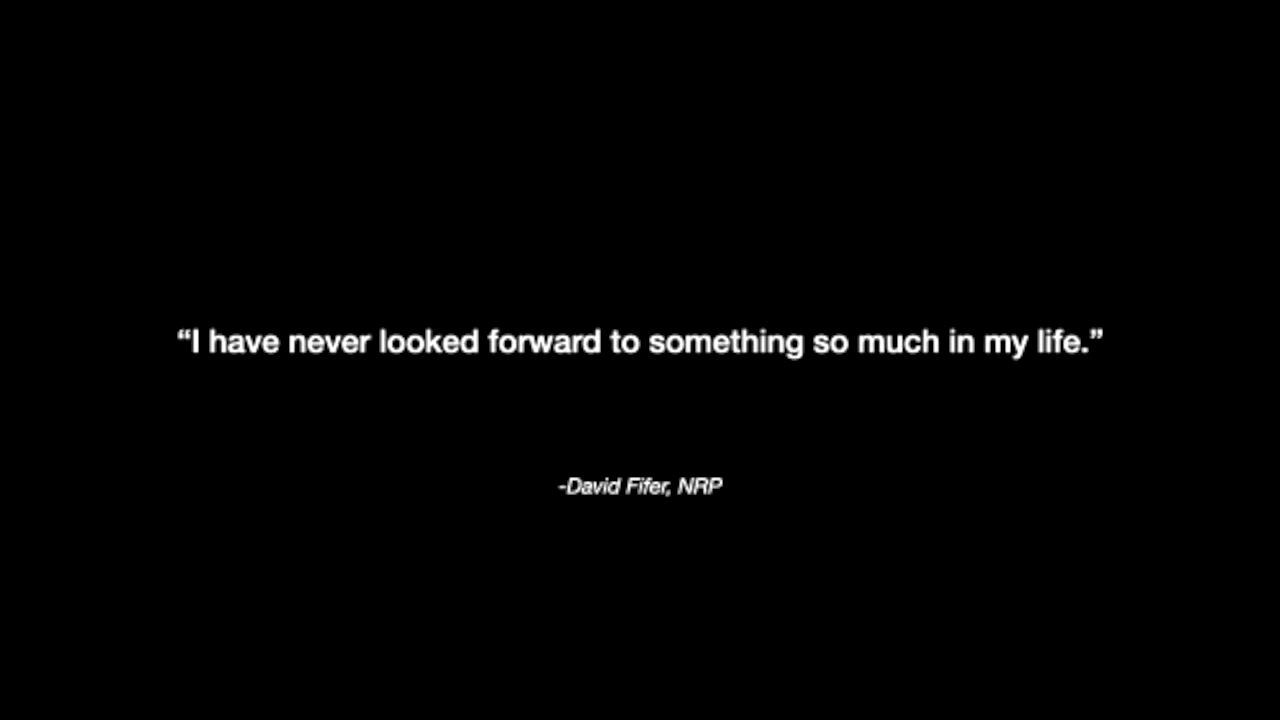 “I have never looked forward to something so much in my life.”
-David Fifer, NRP